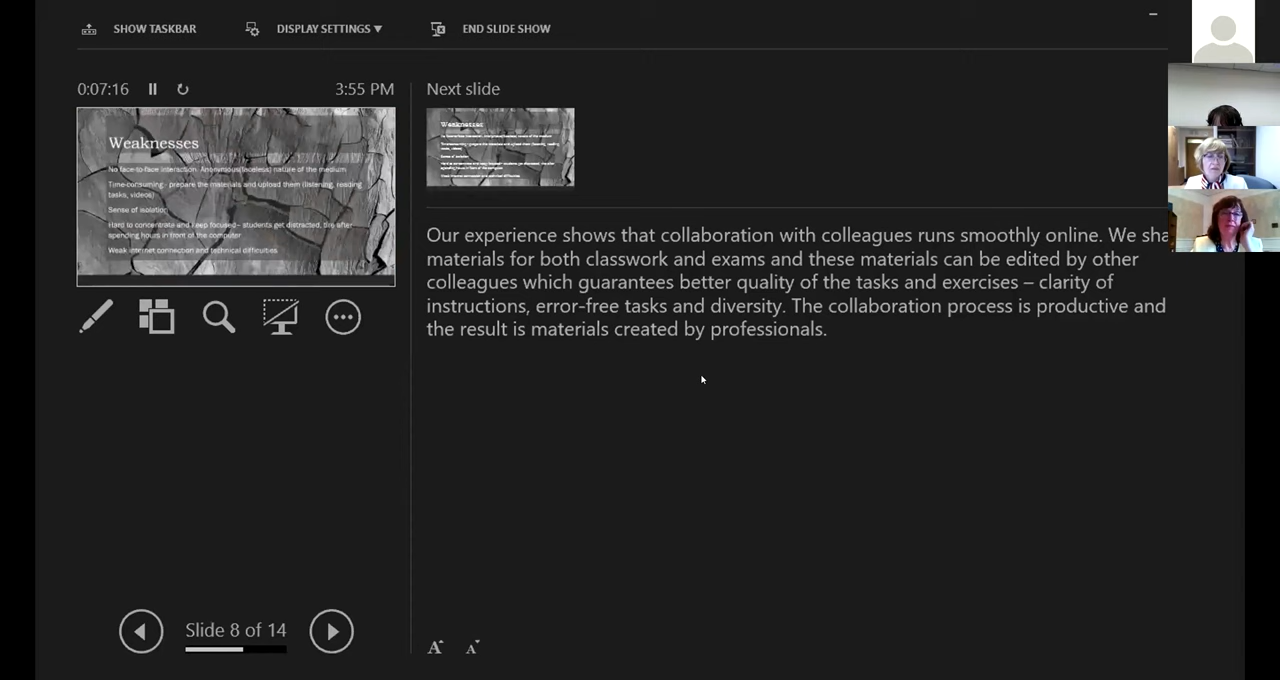 SHOW TASKBAR
DISPLAY SETTINGS ▼
END SLIDE SHOW
0:07:16
3:55 PM
Next slide
Weaknesses
No face-to-face interaction. Anonymous(faceless) nature of the medium
Time-consuming - prepare the materials and upload them (listening, reading
tasks, videos)
Sense of isolation
Hard to concentrate and keep focused - students get distracted, tire after
spending hours in front of the computer
Weak internet connection and technical difficulties
Weaknesses
Our experience shows that collaboration with colleagues runs smoothly online. We sha
materials for both classwork and exams and these materials can be edited by other
colleagues which guarantees better quality of the tasks and exercises – clarity of
instructions, error-free tasks and diversity. The collaboration process is productive and
the result is materials created by professionals.
Slide 8 of 14
A
A